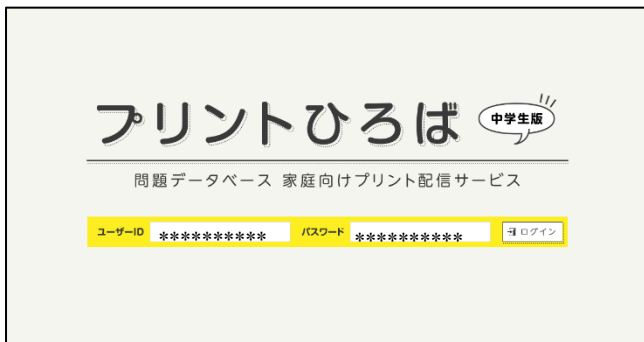 プリントひろば 中学生版
問題データベース 家庭向けプリント配信サービス
ユーザーID ********** パスワード ********** ログイン